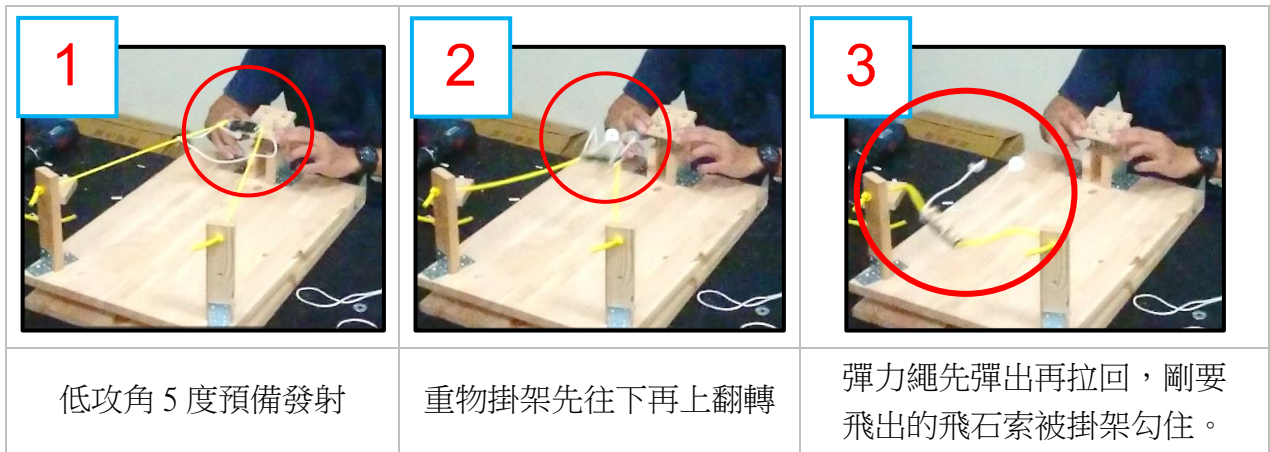 1
2
3
低攻角 5 度預備發射
重物掛架先往下再上翻轉
彈力繩先彈出再拉回，剛要
飛出的飛石索被掛架勾住。